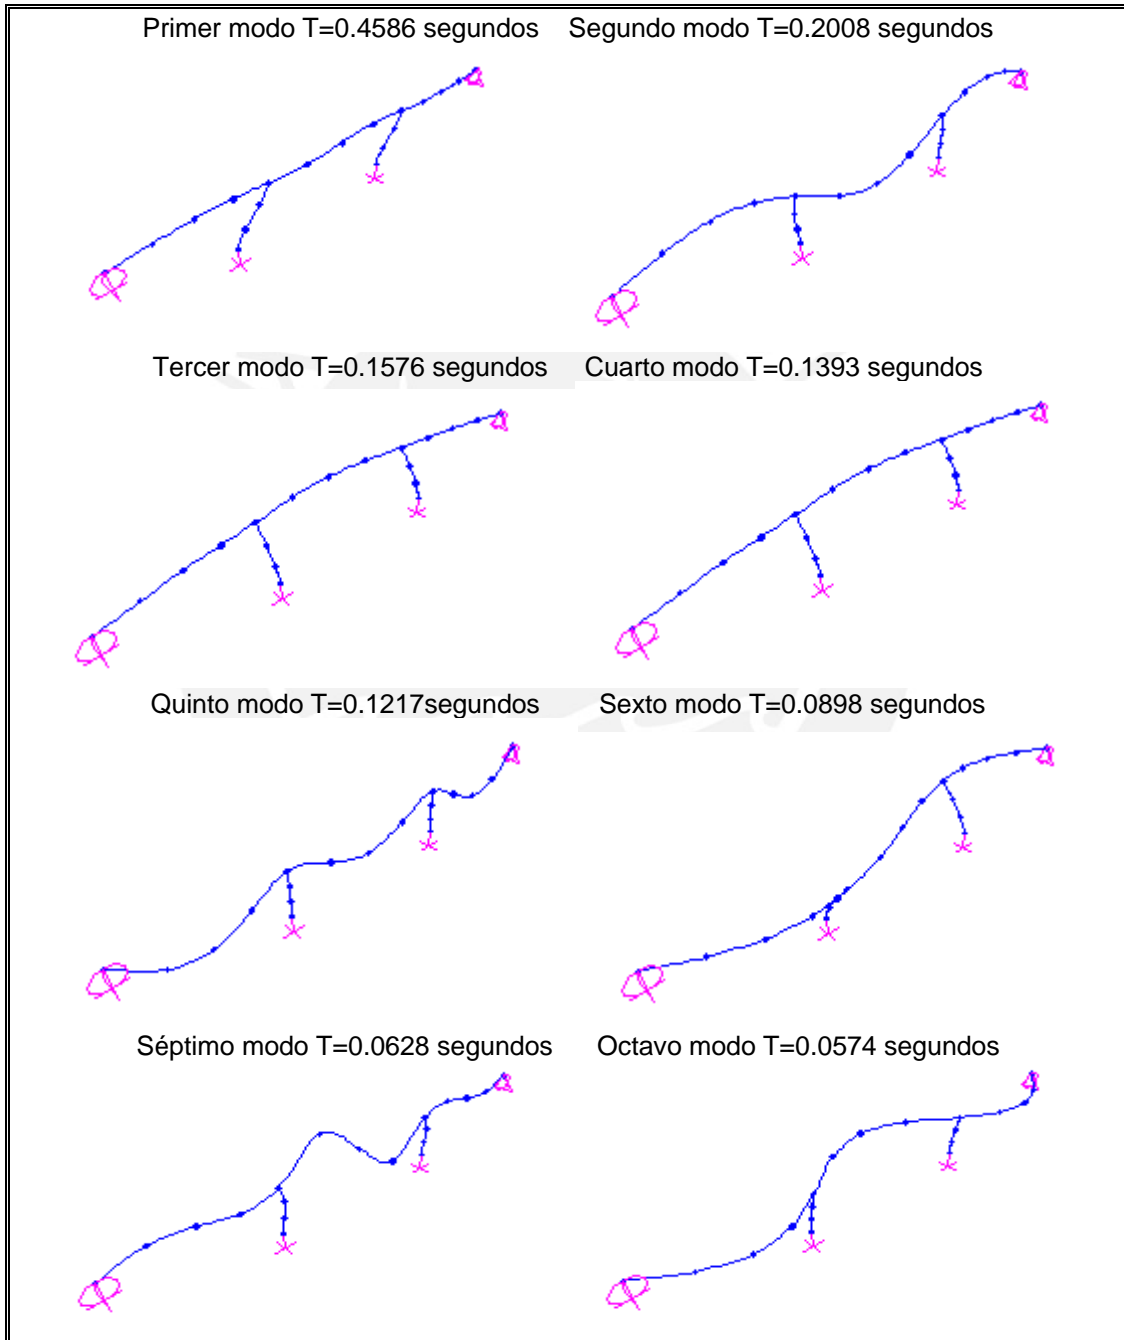 Primer modo T=0.4586 segundos Segundo modo T=0.2008 segundos
Tercer modo T=0.1576 segundos Cuarto modo T=0.1393 segundos
Quinto modo T=0.1217segundos Sexto modo T=0.0898 segundos
Séptimo modo T=0.0628 segundos Octavo modo T=0.0574 segundos